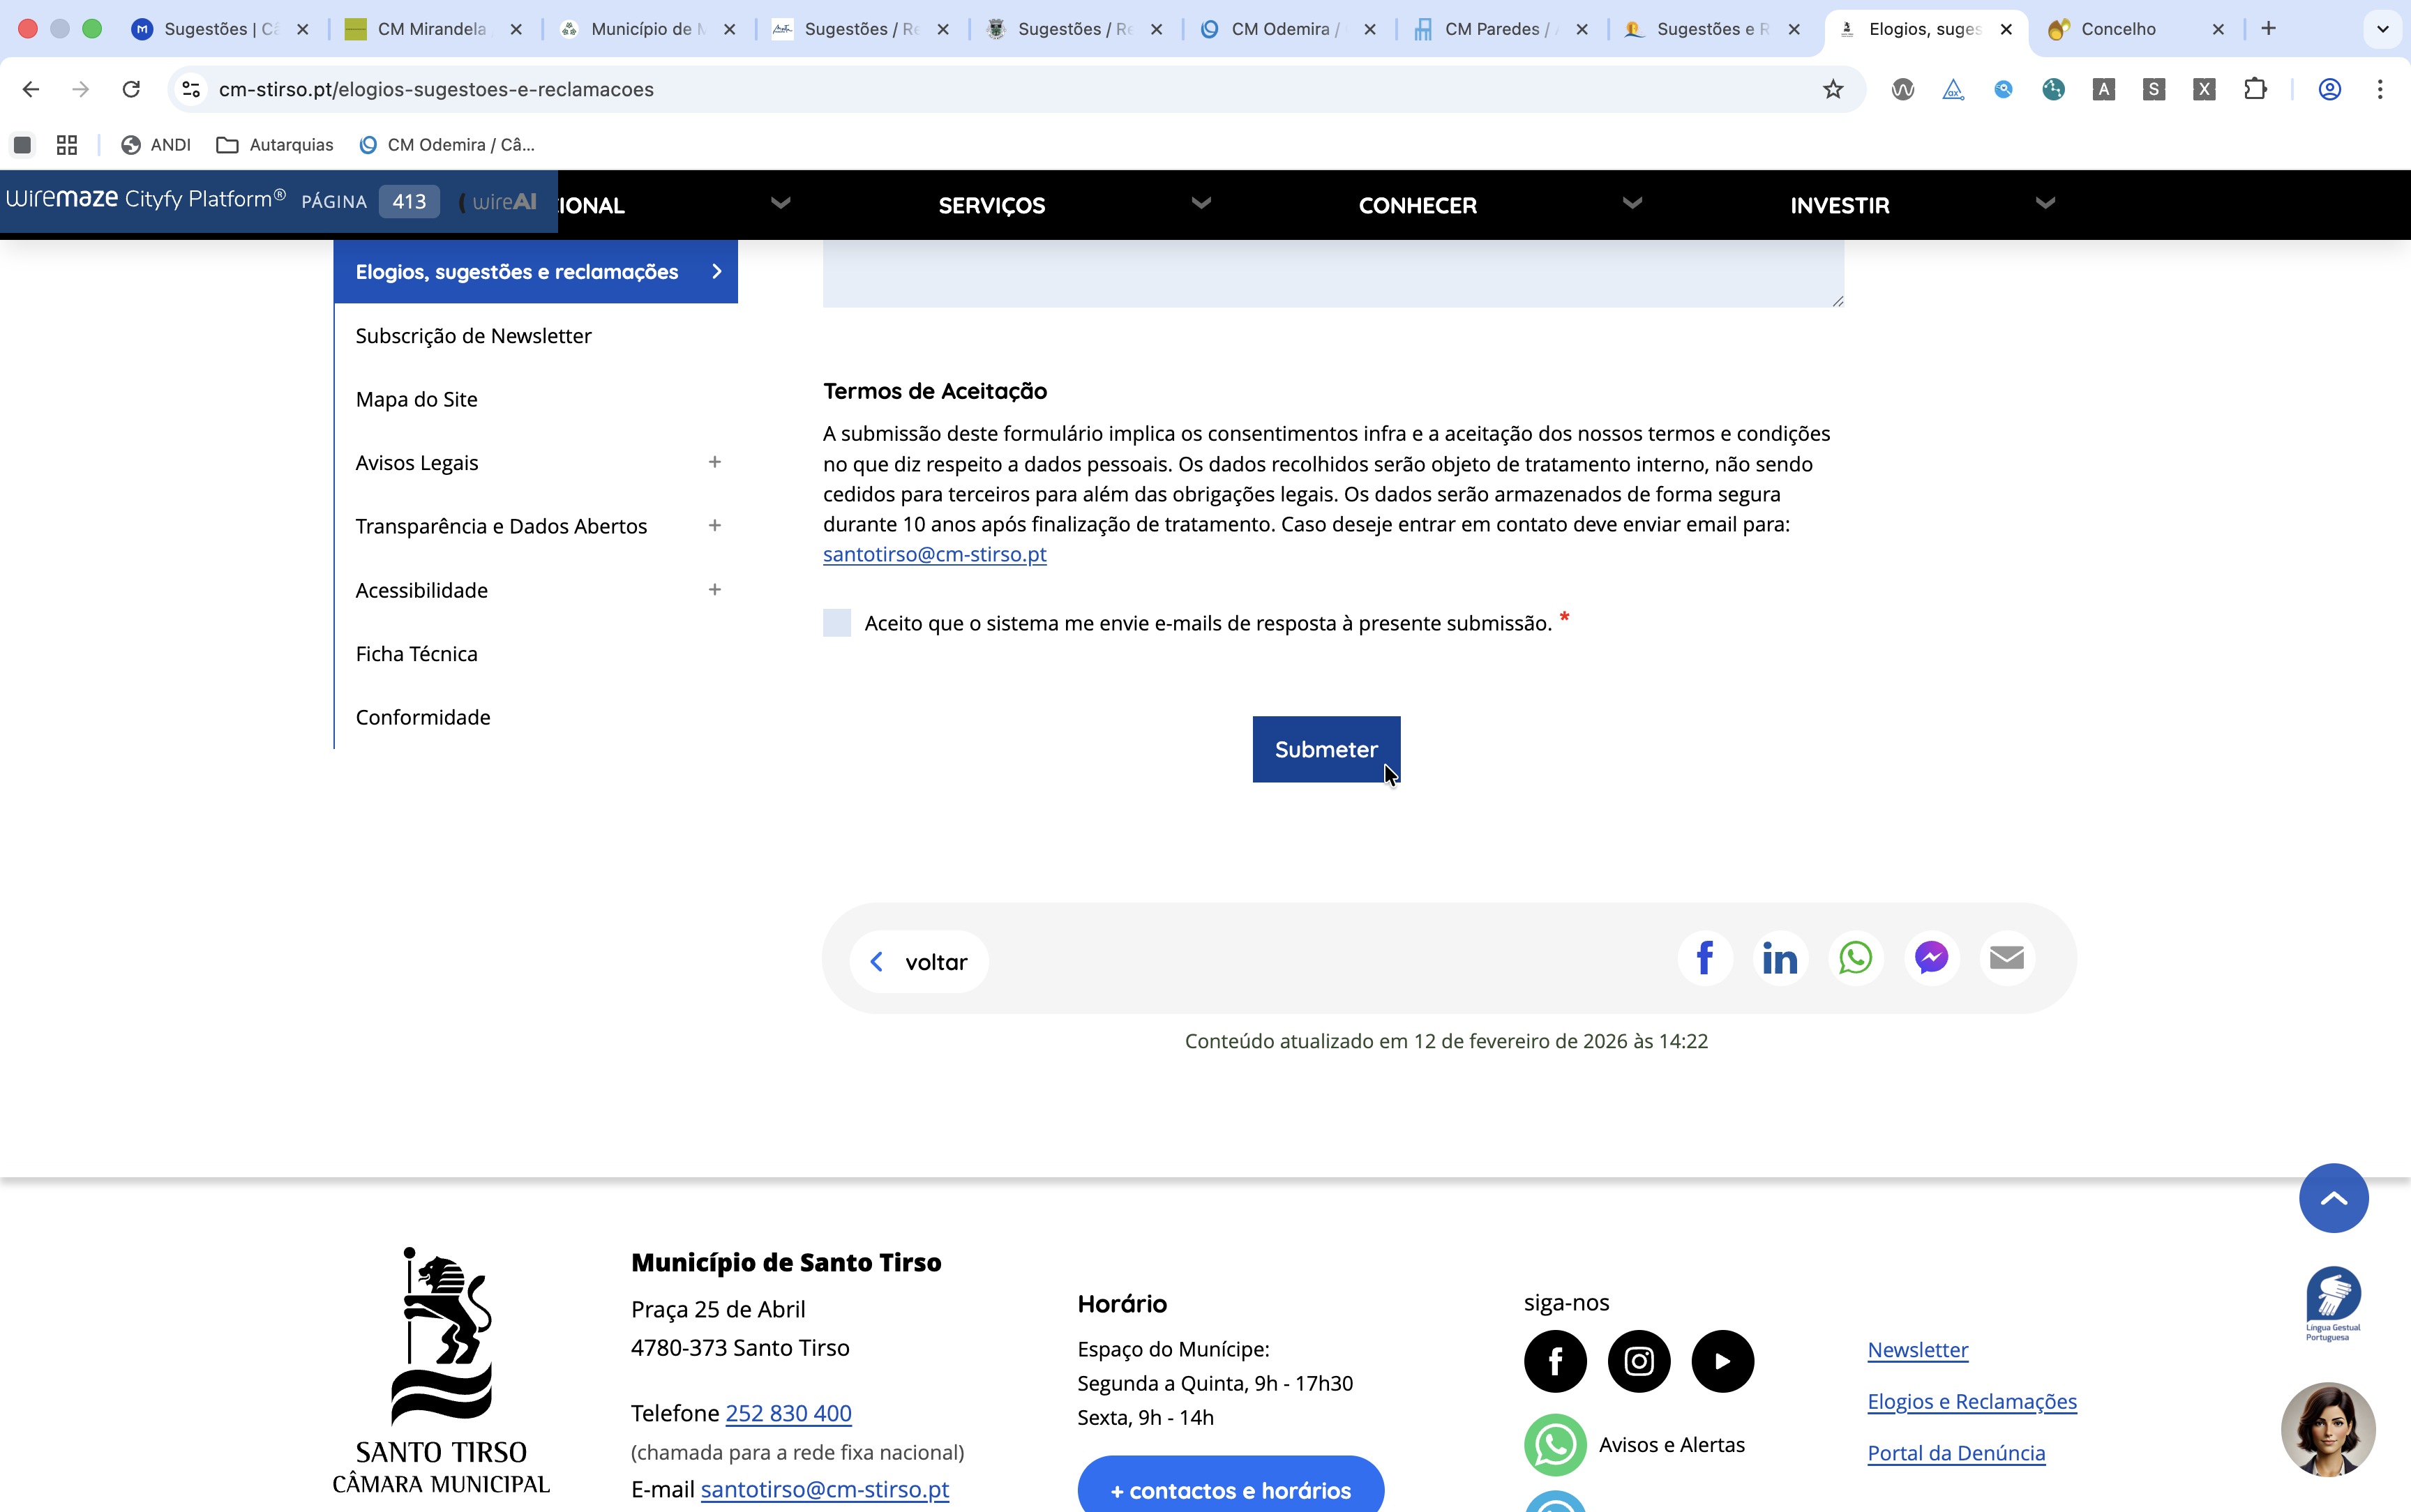 Sugestões | Câ
CM Mirandela
Município de M
Sugestões / Re
Sugestões / Re
CM Odemira /
CM Paredes /
Sugestões e R
Elogios, suges
Concelho
cm-stirso.pt/elogios-sugestoes-e-reclamacoes
ANDI
Autarquias
CM Odemira / Câ...
wiremaze Cityfy Platform® PÁGINA 413 wireAI
IONAL
SERVIÇOS
CONHECER
INVESTIR
Elogios, sugestões e reclamações
Subscrição de Newsletter
Mapa do Site
Avisos Legais
Transparência e Dados Abertos
Acessibilidade
Ficha Técnica
Conformidade
Termos de Aceitação
A submissão deste formulário implica os consentimentos infra e a aceitação dos nossos termos e condições
no que diz respeito a dados pessoais. Os dados recolhidos serão objeto de tratamento interno, não sendo
cedidos para terceiros para além das obrigações legais. Os dados serão armazenados de forma segura
durante 10 anos após finalização de tratamento. Caso deseje entrar em contato deve enviar email para:
santotirso@cm-stirso.pt
Aceito que o sistema me envie e-mails de resposta à presente submissão. *
Submeter
voltar
Conteúdo atualizado em 12 de fevereiro de 2026 às 14:22
SANTO TIRSO
CÂMARA MUNICIPAL
Município de Santo Tirso
Praça 25 de Abril
4780-373 Santo Tirso
Telefone 252 830 400
(chamada para a rede fixa nacional)
E-mail santotirso@cm-stirso.pt
Horário
Espaço do Munícipe:
Segunda a Quinta, 9h - 17h30
Sexta, 9h - 14h
+ contactos e horários
siga-nos
Avisos e Alertas
Newsletter
Elogios e Reclamações
Portal da Denúncia
Língua Gestual
Portuguesa